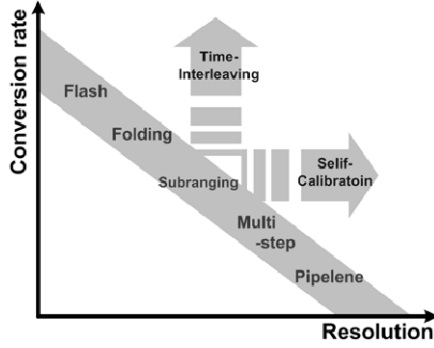 Conversion rate
Time-
Interleaving
Flash
Folding
Subranging
Selif-
Calibratoin
Multi
-step
Pipelene
Resolution